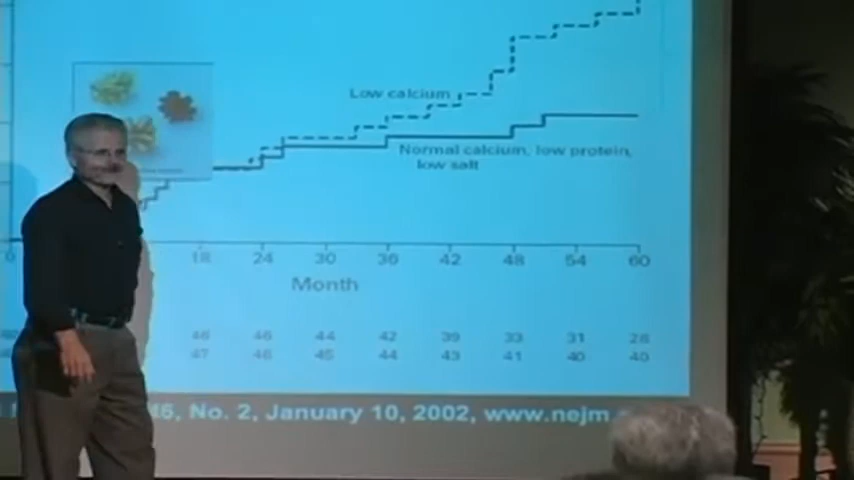 Low calcium
Normal calcium, low protein,
low salt
0 18 24 30 36 42 48 54 60
Month
46 46 44 42 39 33 31 28
47 46 45 44 43 41 40 40
No. 2, January 10, 2002, www.nejm